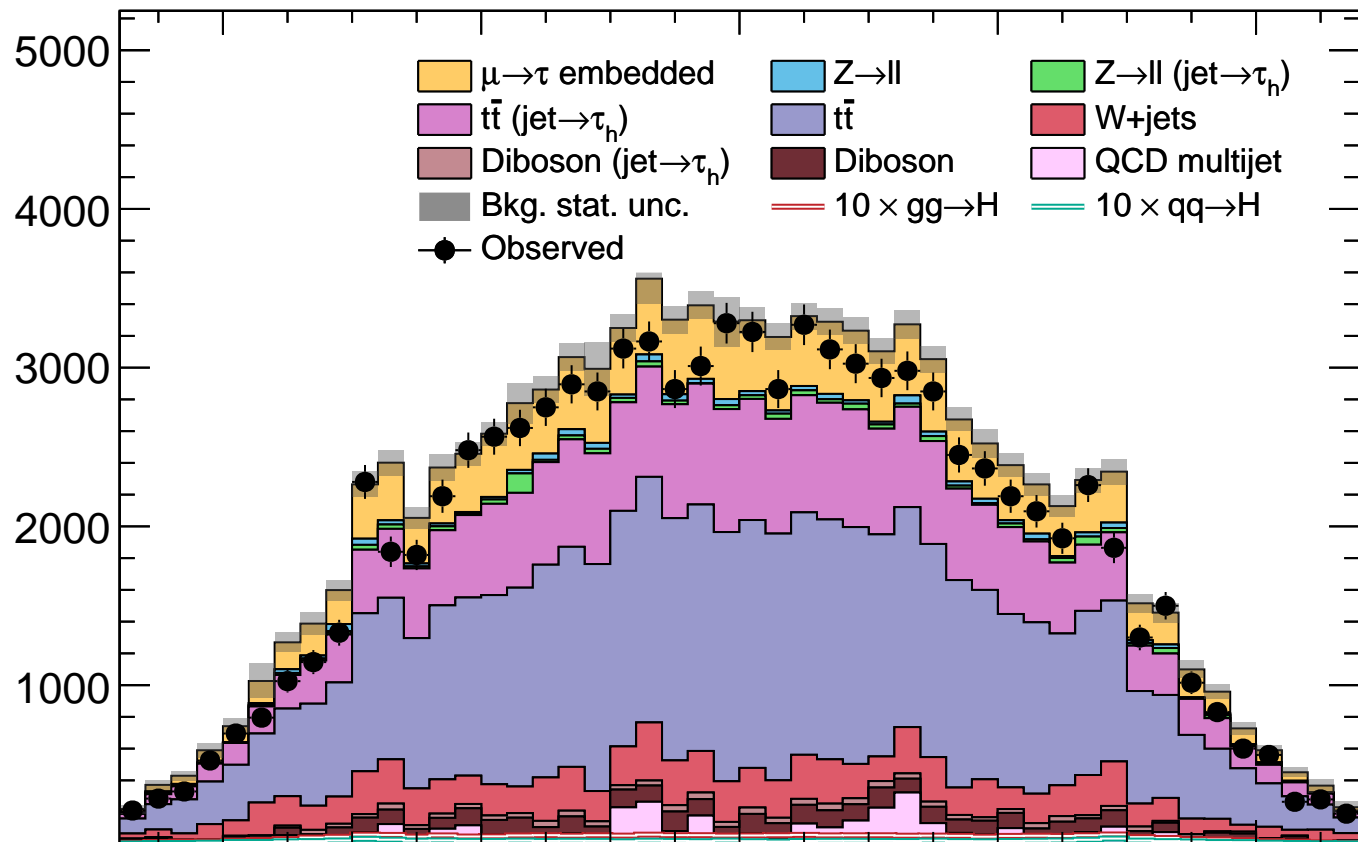 5000
μ→τ embedded Z→ll Z→ll (jet→τₕ)
tt̄ (jet→τₕ) tt̄ W+jets
Diboson (jet→τₕ) Diboson QCD multijet
4000 Bkg. stat. unc. 10 × gg→H 10 × qq→H
Observed
3000
2000
1000